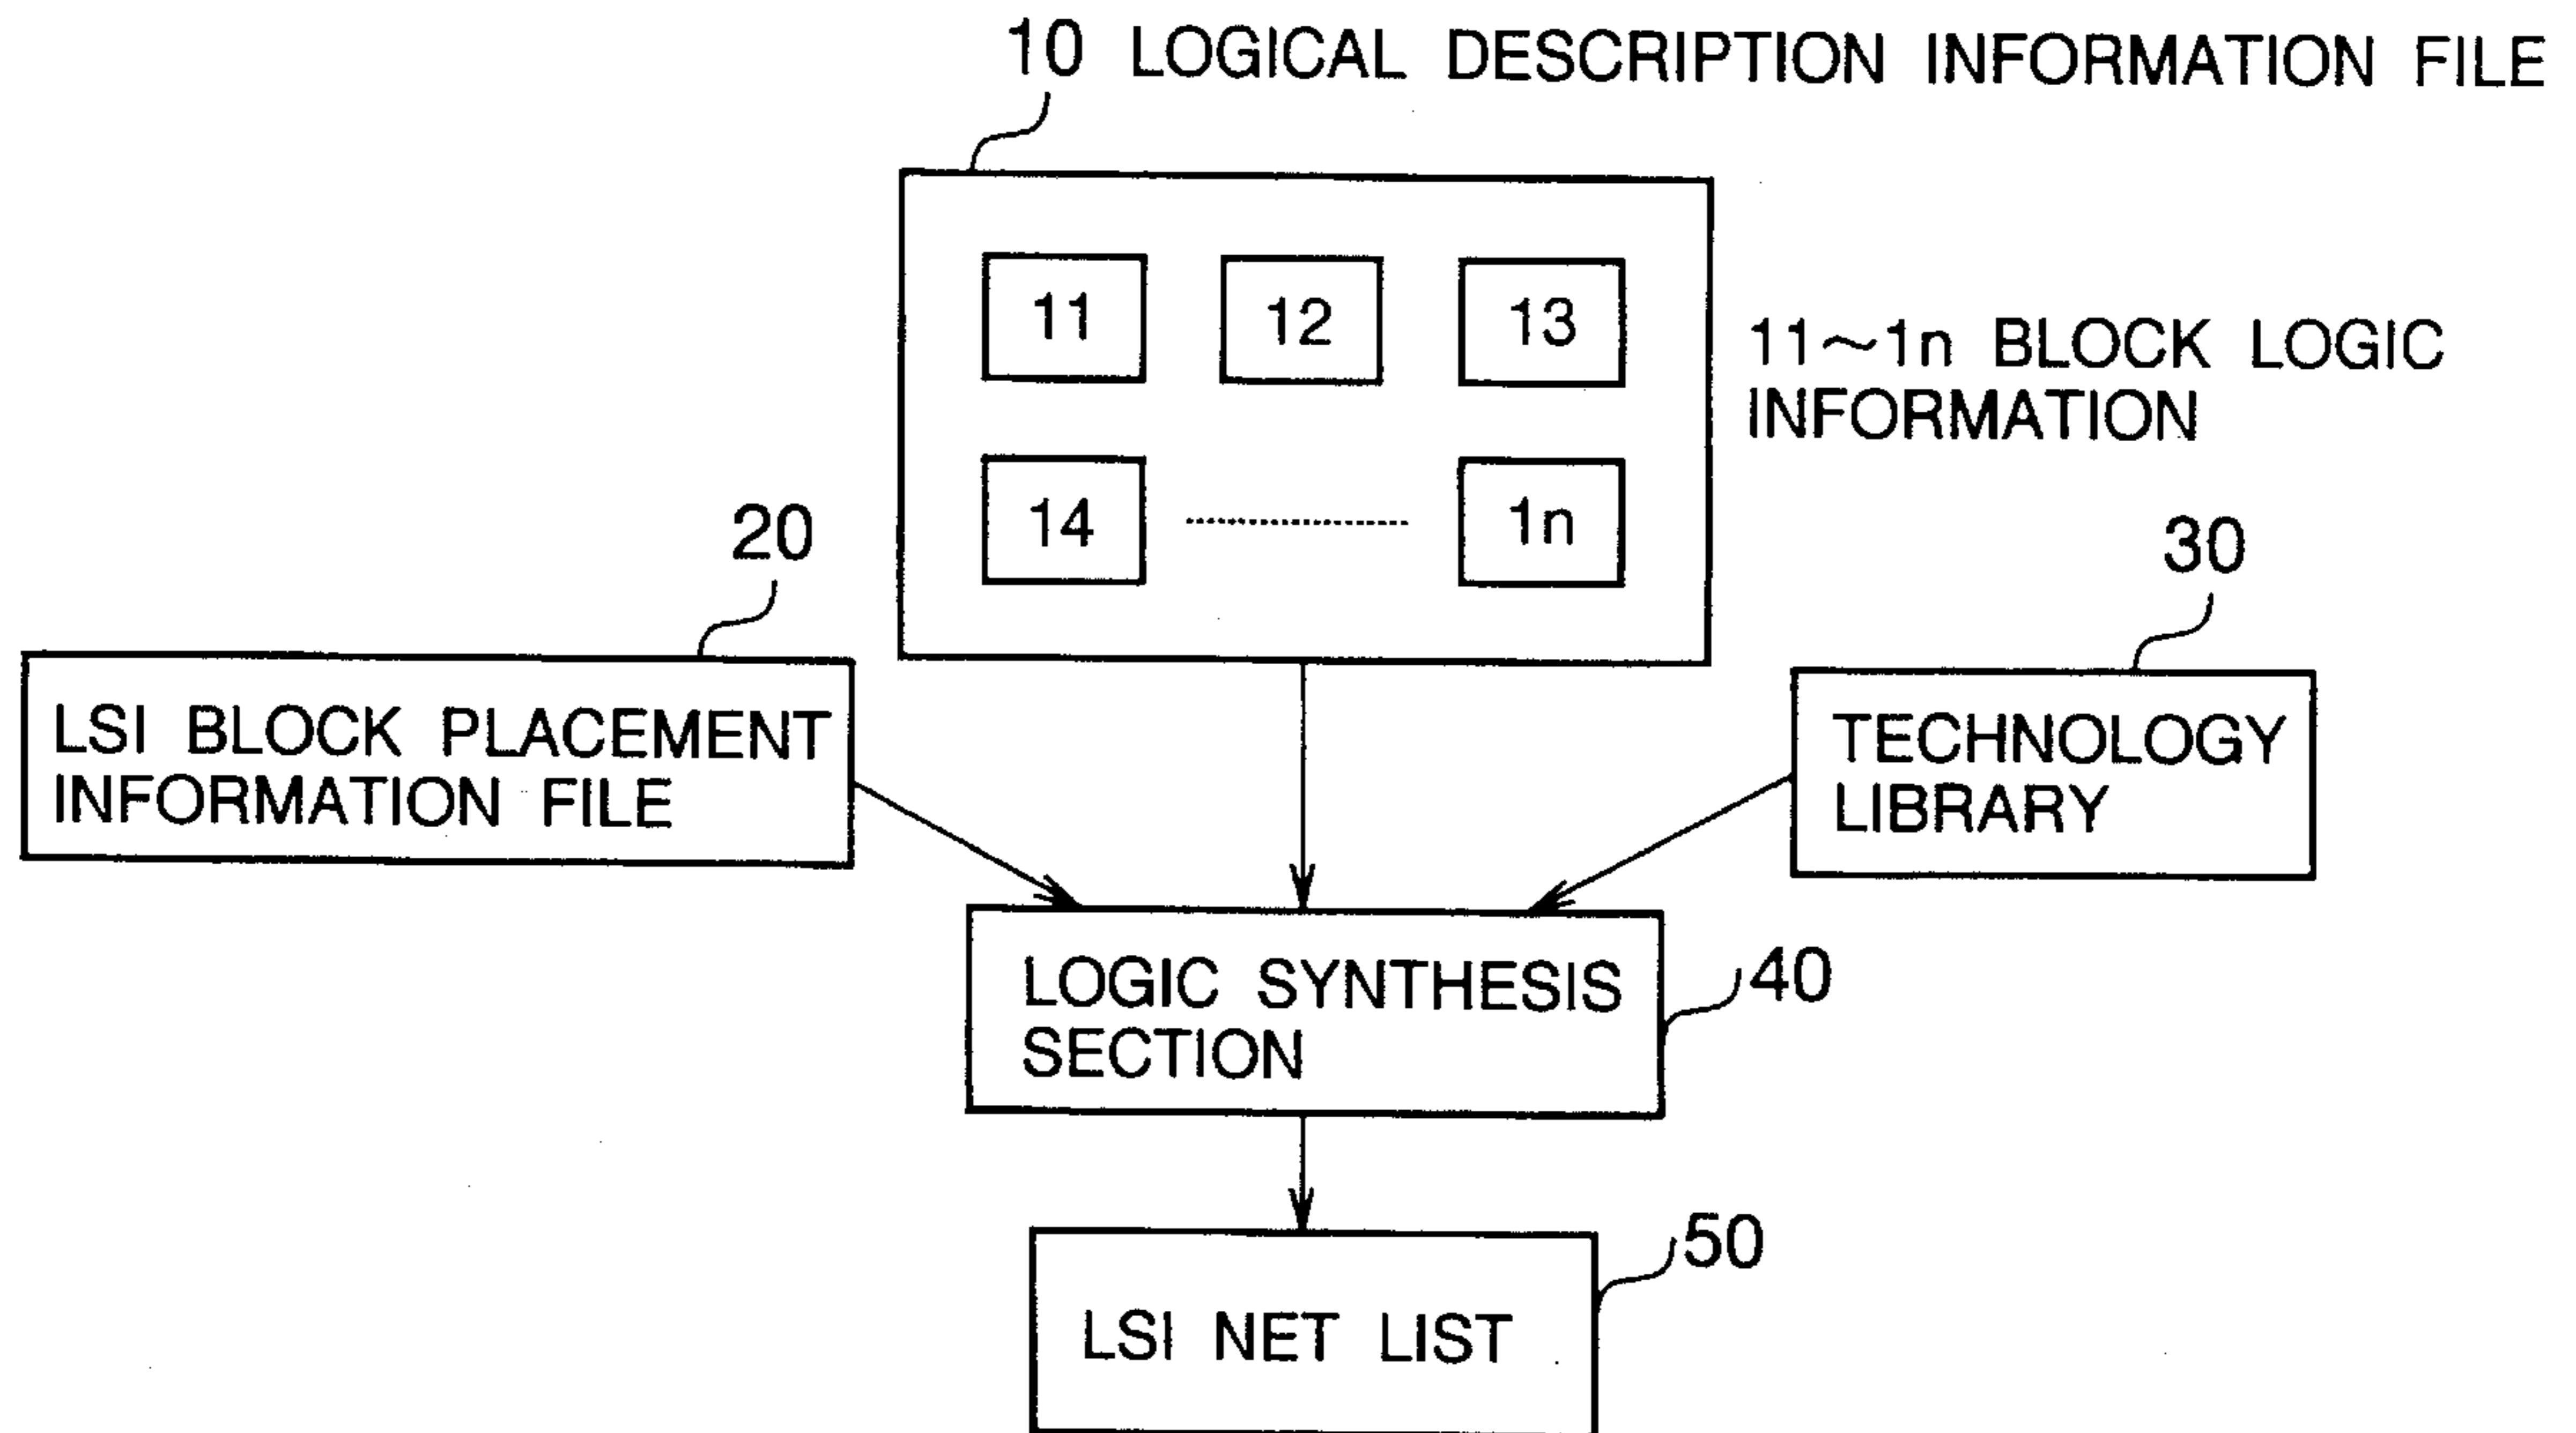 10 LOGICAL DESCRIPTION INFORMATION FILE
11
12
13
11~1n BLOCK LOGIC
INFORMATION
14
1n
20
30
LSI BLOCK PLACEMENT
INFORMATION FILE
TECHNOLOGY
LIBRARY
LOGIC SYNTHESIS
SECTION
40
50
LSI NET LIST